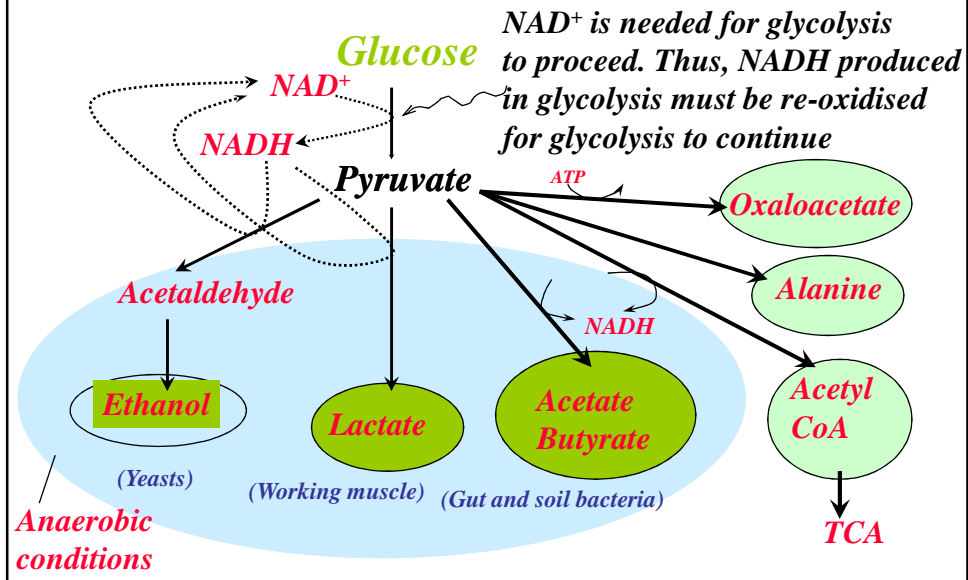 NAD⁺ is needed for glycolysis
to proceed. Thus, NADH produced
in glycolysis must be re-oxidised
for glycolysis to continue
Glucose
NAD⁺
NADH
Pyruvate
ATP
Oxaloacetate
Alanine
Acetaldehyde
NADH
Ethanol
Lactate
Acetate
Butyrate
Acetyl
CoA
(Yeasts)
(Working muscle)
(Gut and soil bacteria)
Anaerobic
conditions
TCA